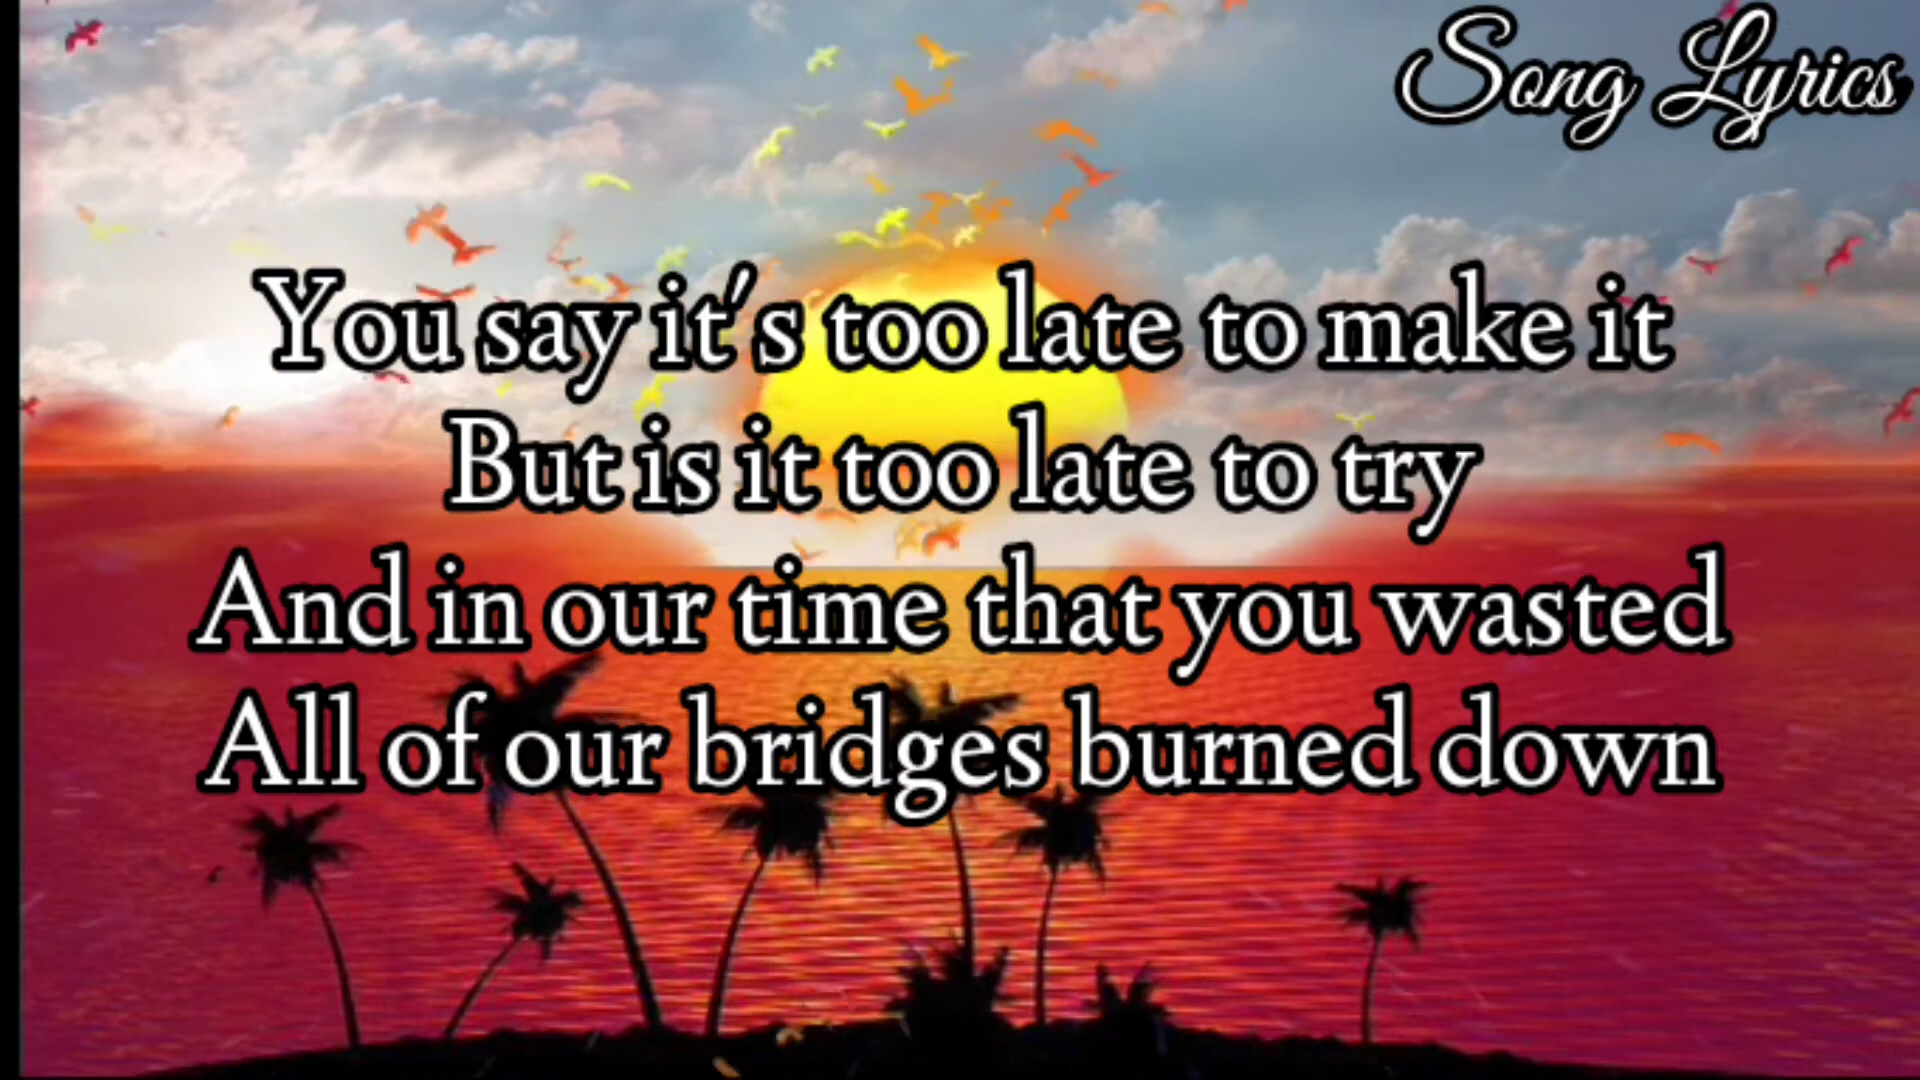 Song Lyrics
You say it's too late to make it
But is it too late to try
And in our time that you wasted
All of our bridges burned down